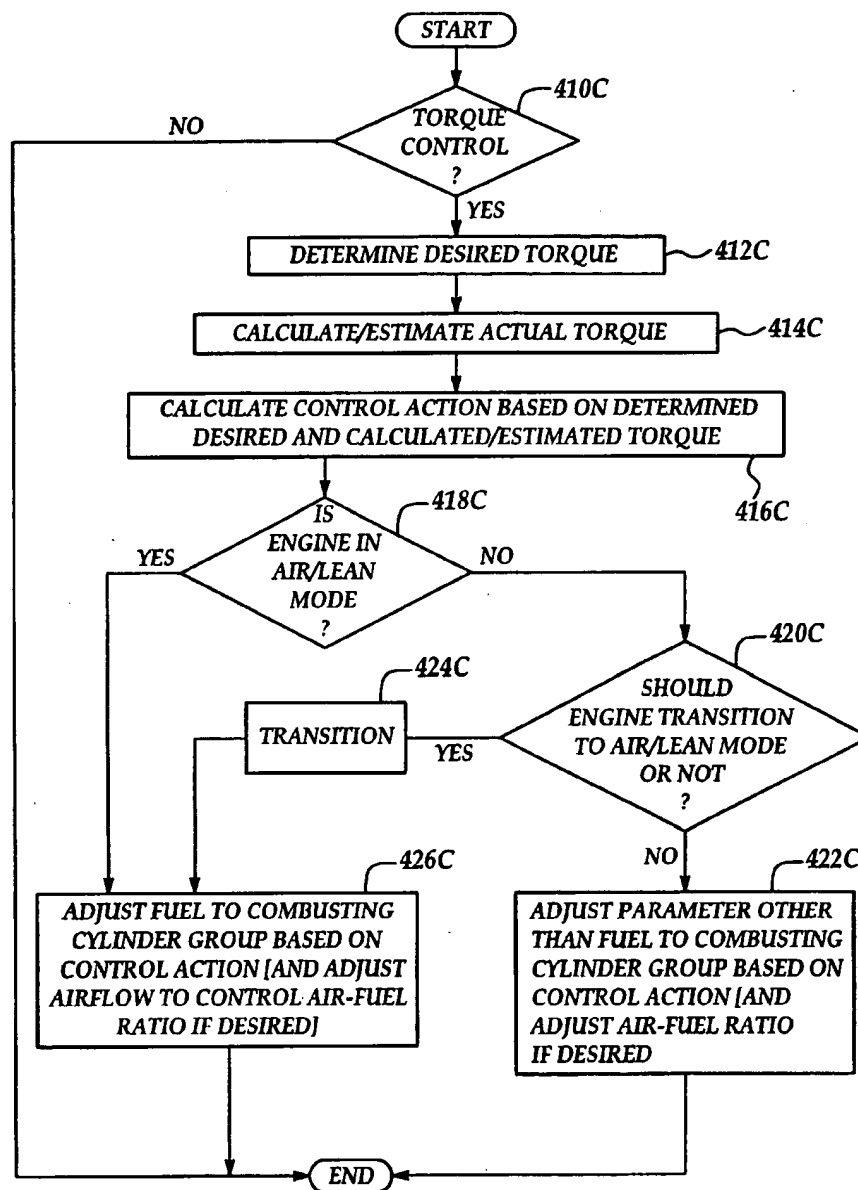 START
410C
NO
TORQUE
CONTROL
?
YES
DETERMINE DESIRED TORQUE
412C
CALCULATE/ESTIMATE ACTUAL TORQUE
414C
CALCULATE CONTROL ACTION BASED ON DETERMINED
DESIRED AND CALCULATED/ESTIMATED TORQUE
416C
418C
IS
ENGINE IN
AIR/LEAN
MODE
?
YES
NO
420C
SHOULD
ENGINE TRANSITION
TO AIR/LEAN MODE
OR NOT
?
424C
TRANSITION
YES
NO
426C
ADJUST FUEL TO COMBUSTING
CYLINDER GROUP BASED ON
CONTROL ACTION [AND ADJUST
AIRFLOW TO CONTROL AIR-FUEL
RATIO IF DESIRED]
422C
ADJUST PARAMETER OTHER
THAN FUEL TO COMBUSTING
CYLINDER GROUP BASED ON
CONTROL ACTION [AND
ADJUST AIR-FUEL RATIO
IF DESIRED
END